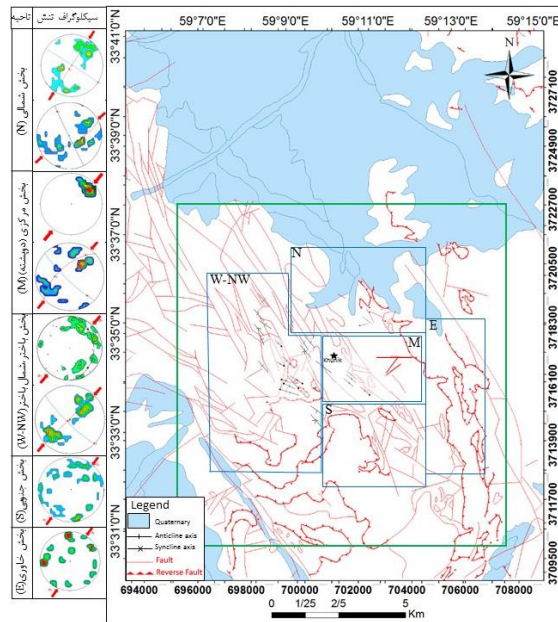 سیکلوگراف تنش ناحیه
بخش شمالی (N)
بخش مرکزی (دوپشته) (M)
بخش باختر،شمال باختر (W-NW)
بخش جنوبی (S)
بخش خاوری (E)
59°7'0"E 59°9'0"E 59°11'0"E 59°13'0"E 59°15'0"E
33°41'0"N
33°39'0"N
33°37'0"N
33°35'0"N
33°33'0"N
33°31'0"N
3727100
3724900
3722700
3720500
3718300
3716100
3713900
3711700
3709500
N
N
W-NW
E
M
Khunik
S
Legend
Quaternary
Anticline axis
Syncline axis
Fault
Reverse Fault
694000 696000 698000 700000 702000 704000 706000 708000
0 1/25 2/5 5
Km